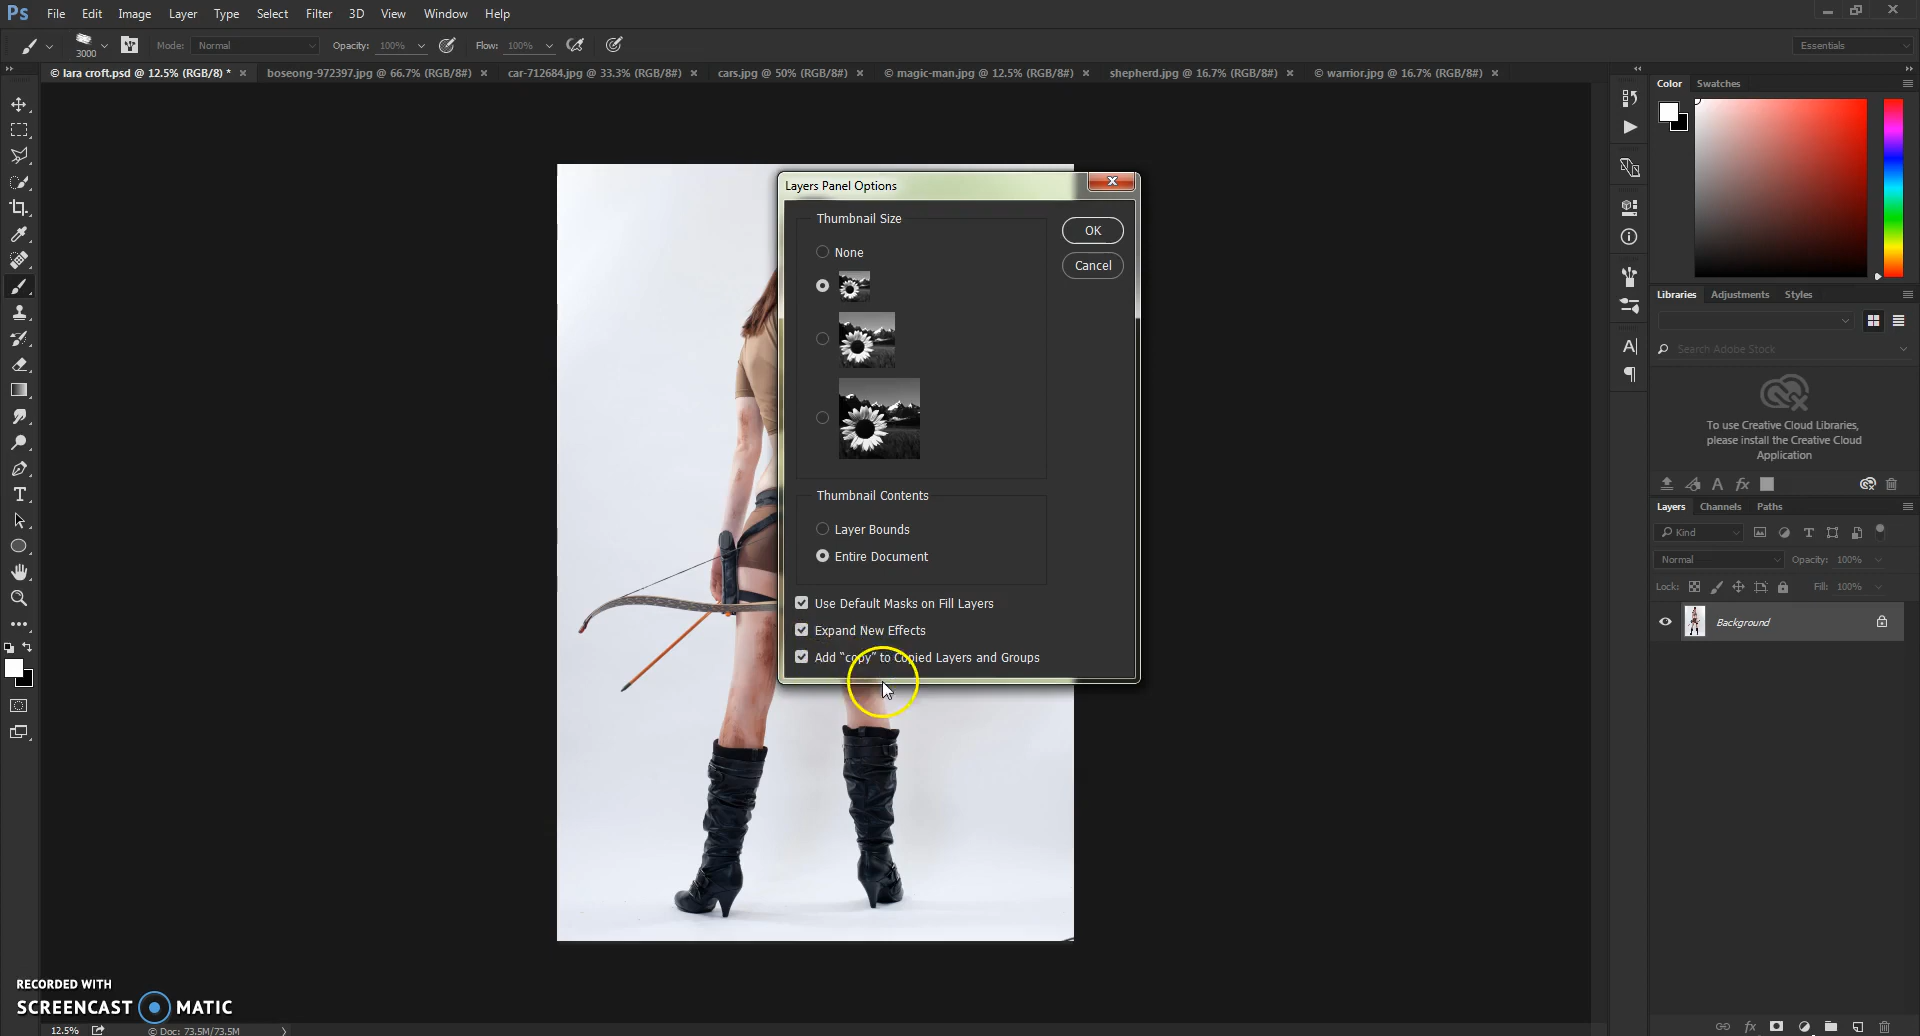 Ps File Edit Image Layer Type Select Filter 3D View Window Help
3000 Mode: Normal Opacity: 100% Flow: 100% Essentials
© lara croft.psd @ 12.5% (RGB/8) * × boseong-972397.jpg @ 66.7% (RGB/8#) × car-712684.jpg @ 33.3% (RGB/8) × cars.jpg @ 50% (RGB/8#) × © magic-man.jpg @ 12.5% (RGB/8#) × shepherd.jpg @ 16.7% (RGB/8#) × © warrior.jpg @ 16.7% (RGB/8#) ×
Color Swatches
Layers Panel Options
Thumbnail Size
None
OK
Cancel
Thumbnail Contents
Layer Bounds
Entire Document
Use Default Masks on Fill Layers
Expand New Effects
Add “copy” to Copied Layers and Groups
Libraries Adjustments Styles
Search Adobe Stock
To use Creative Cloud Libraries,
please install the Creative Cloud
Application
Layers Channels Paths
Kind
Normal Opacity: 100%
Lock: Fill: 100%
Background
RECORDED WITH
SCREENCAST MATIC
12.5% © Doc: 73.5M/73.5M